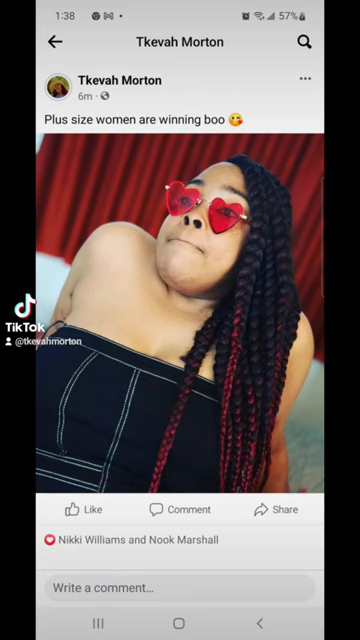 1:38
57%
Tkevah Morton
Tkevah Morton
6m ·
Plus size women are winning boo 😘
TikTok
@tkevahmorton
Like
Comment
Share
Nikki Williams and Nook Marshall
Write a comment...